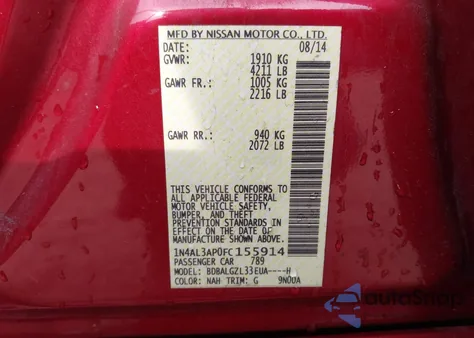 MFD BY NISSAN MOTOR CO., LTD.
DATE: 08/14
GVWR: 1910 KG
4211 LB
GAWR FR.: 1005 KG
2216 LB
GAWR RR.: 940 KG
2072 LB
THIS VEHICLE CONFORMS TO
ALL APPLICABLE FEDERAL
MOTOR VEHICLE SAFETY,
BUMPER, AND THEFT
PREVENTION STANDARDS IN
EFFECT ON THE DATE OF
MANUFACTURE SHOWN ABOVE.
1N4AL3AP0FC155914
PASSENGER CAR 789
MODEL: BDBALGZL33EUA----H
COLOR: NAH TRIM: G 9N0UA
autoSnap